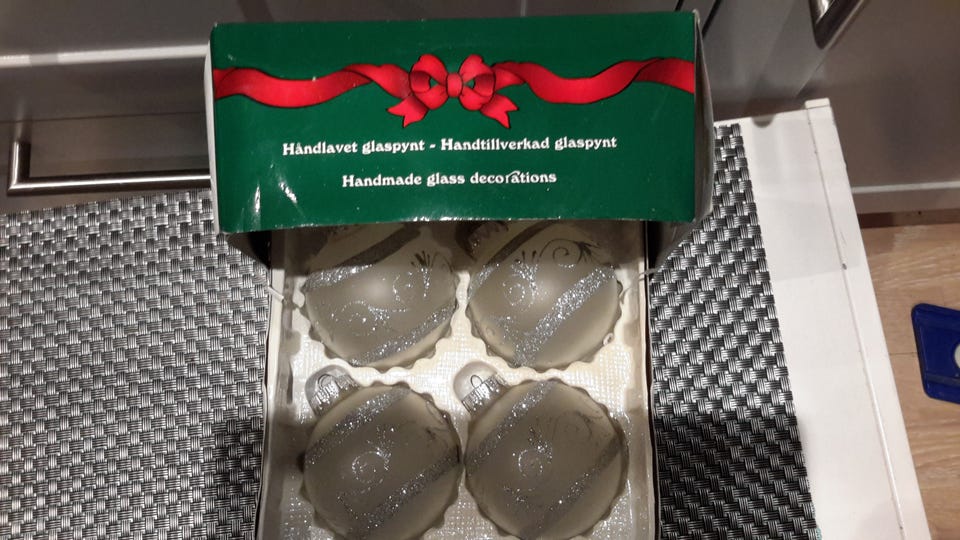 Håndlavet glaspynt - Handtillverkad glaspynt
Handmade glass decorations